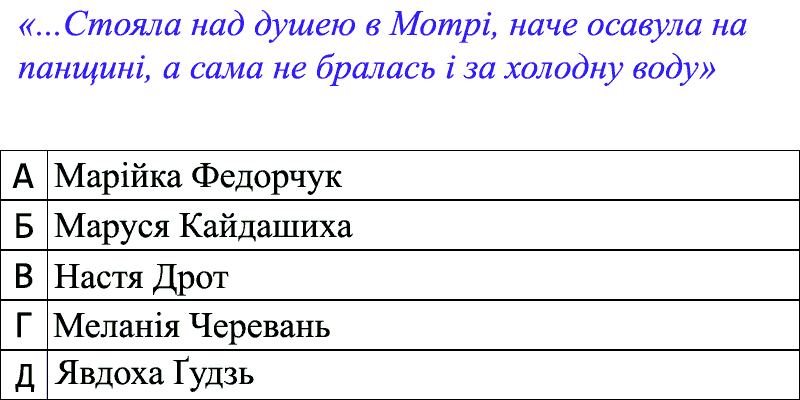 «...Стояла над душею в Мотрі, наче осавула на
панщині, а сама не бралась і за холодну воду»
А Марійка Федорчук
Б Маруся Кайдашиха
В Настя Дрот
Г Меланія Черевань
Д Явдоха Ґудзь